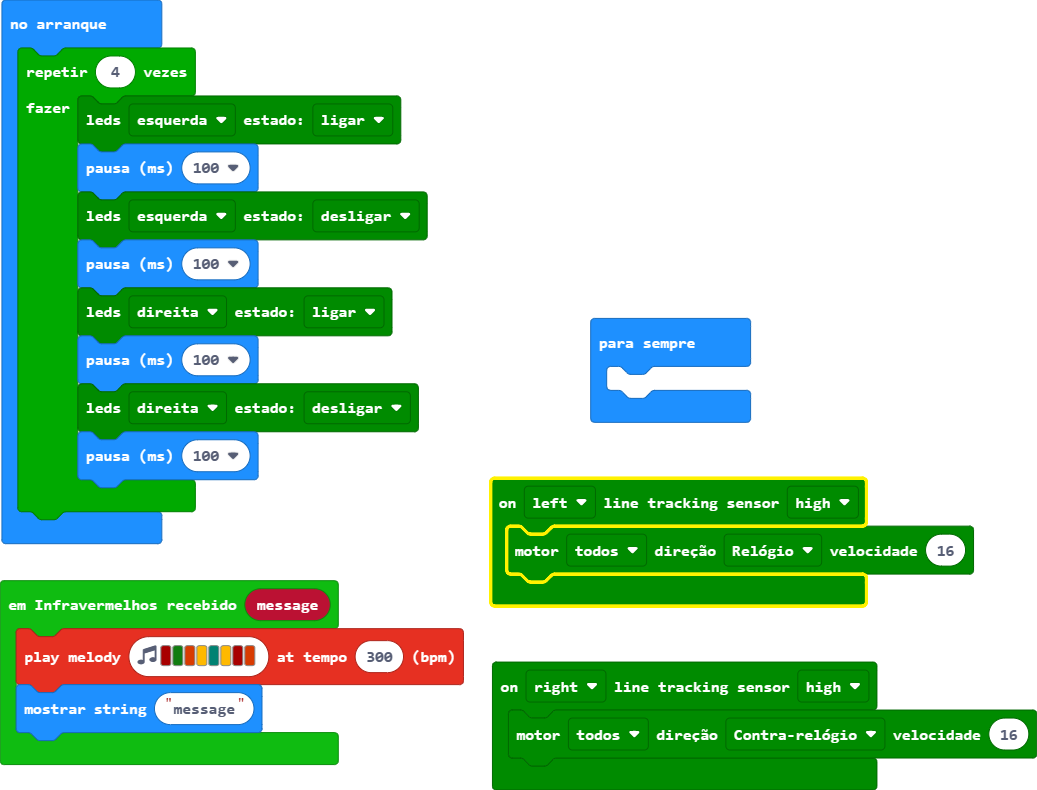 no arranque
repetir 4 vezes
fazer
leds esquerda estado: ligar
pausa (ms) 100
leds esquerda estado: desligar
pausa (ms) 100
leds direita estado: ligar
pausa (ms) 100
leds direita estado: desligar
pausa (ms) 100
em Infravermelhos recebido message
play melody at tempo 300 (bpm)
mostrar string "message"
para sempre
on left line tracking sensor high
motor todos direção Relógio velocidade 16
on right line tracking sensor high
motor todos direção Contra-relógio velocidade 16